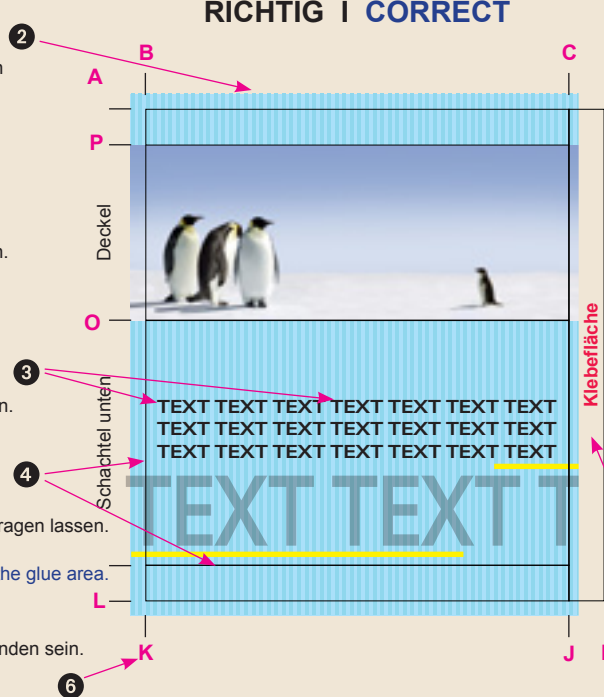 RICHTIG I CORRECT
2
B
C
A
n
P
Deckel
n.
O
Klebefläche
3
Schachtel unten
TEXT TEXT TEXT TEXT TEXT TEXT TEXT
n.
TEXT TEXT TEXT TEXT TEXT TEXT TEXT
TEXT TEXT TEXT TEXT TEXT TEXT TEXT
4
TEXT TEXT T
ragen lassen.
he glue area.
L
nden sein.
K
J
6